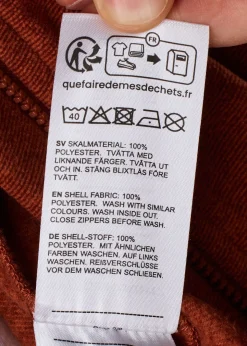 FR
quefairedemesdechets.fr
40
SV SKALMATERIAL: 100%
POLYESTER. TVÄTTA MED
LIKNANDE FÄRGER. TVÄTTA UT
OCH IN. STÄNG BLIXTLÅS FÖRE
TVÄTT.
EN SHELL FABRIC: 100%
POLYESTER. WASH WITH SIMILAR
COLOURS. WASH INSIDE OUT.
CLOSE ZIPPERS BEFORE WASH.
DE SHELL-STOFF: 100%
POLYESTER. MIT ÄHNLICHEN
FARBEN WASCHEN. AUF LINKS
WASCHEN. REISSVERSCHLÜSSE
VOR DEM WASCHEN SCHLIESSEN.